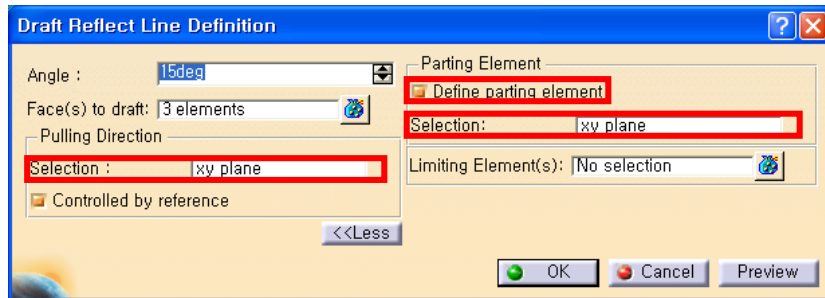 Draft Reflect Line Definition
Angle : 15deg
Face(s) to draft: 3 elements
Pulling Direction
Selection : xy plane
Controlled by reference
<<Less
Parting Element
Define parting element
Selection: xy plane
Limiting Element(s): No selection
OK Cancel Preview